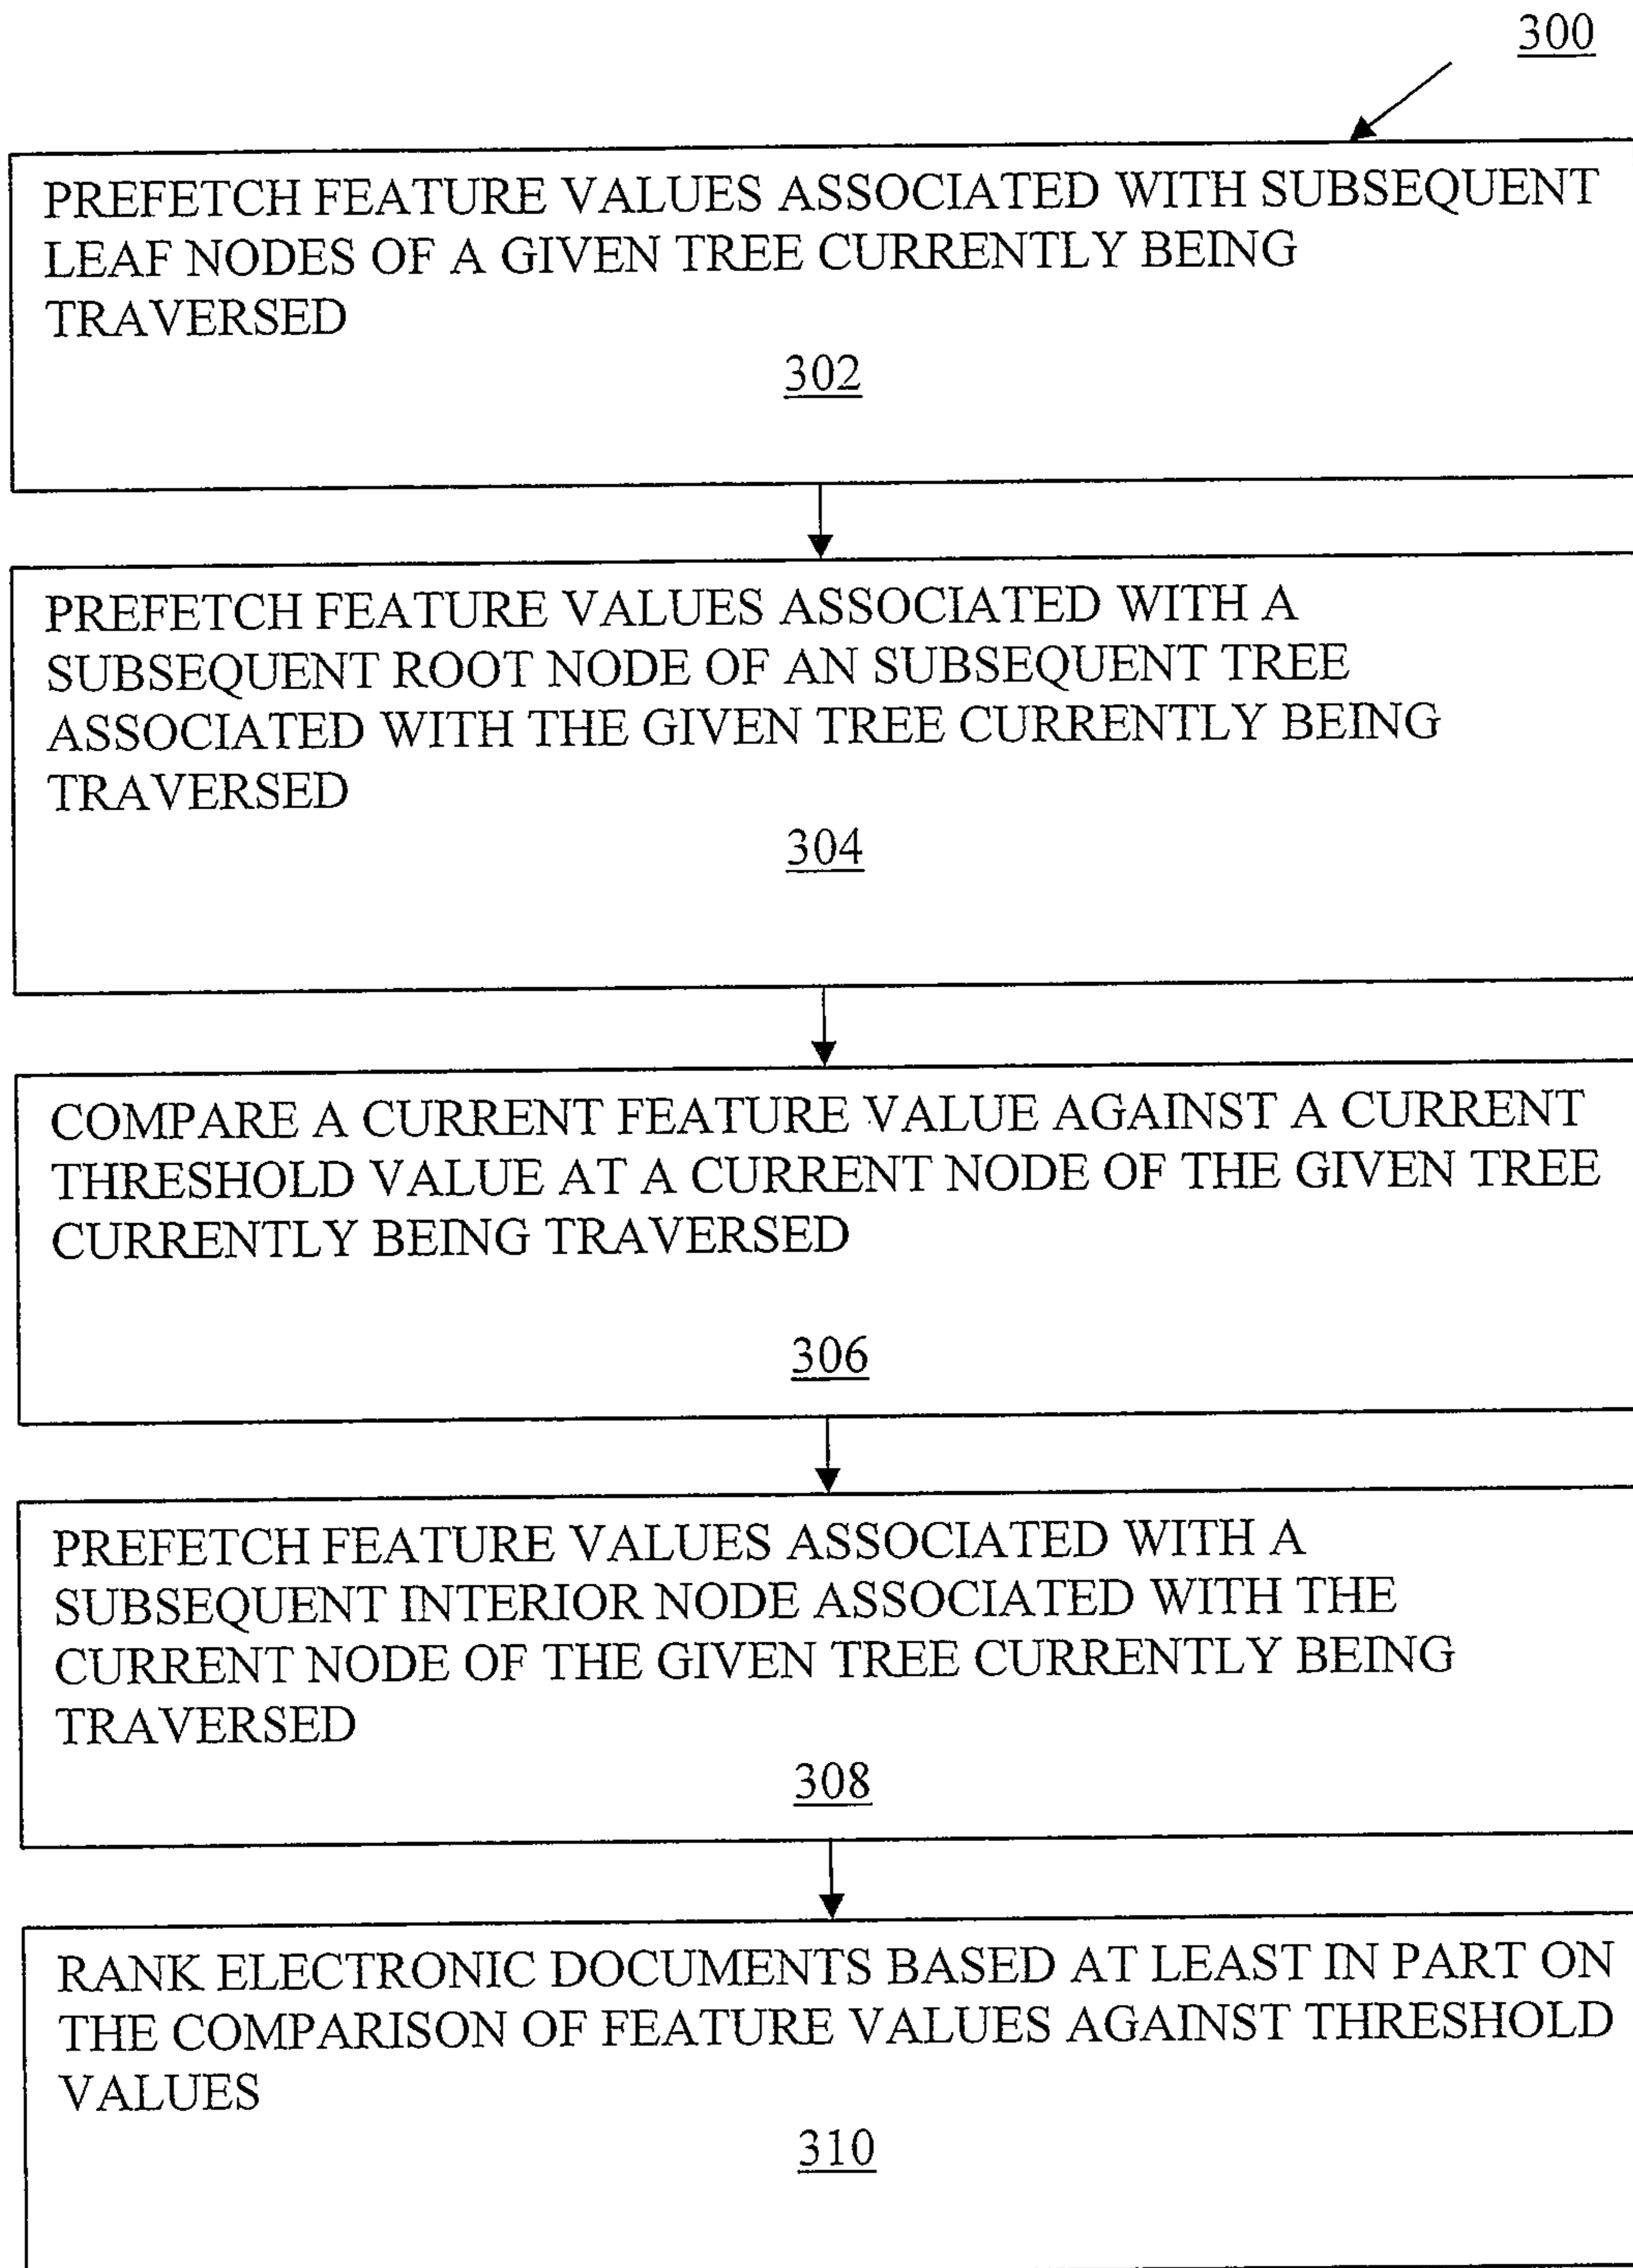 300
PREFETCH FEATURE VALUES ASSOCIATED WITH SUBSEQUENT
LEAF NODES OF A GIVEN TREE CURRENTLY BEING
TRAVERSED
302
PREFETCH FEATURE VALUES ASSOCIATED WITH A
SUBSEQUENT ROOT NODE OF AN SUBSEQUENT TREE
ASSOCIATED WITH THE GIVEN TREE CURRENTLY BEING
TRAVERSED
304
COMPARE A CURRENT FEATURE VALUE AGAINST A CURRENT
THRESHOLD VALUE AT A CURRENT NODE OF THE GIVEN TREE
CURRENTLY BEING TRAVERSED
306
PREFETCH FEATURE VALUES ASSOCIATED WITH A
SUBSEQUENT INTERIOR NODE ASSOCIATED WITH THE
CURRENT NODE OF THE GIVEN TREE CURRENTLY BEING
TRAVERSED
308
RANK ELECTRONIC DOCUMENTS BASED AT LEAST IN PART ON
THE COMPARISON OF FEATURE VALUES AGAINST THRESHOLD
VALUES
310